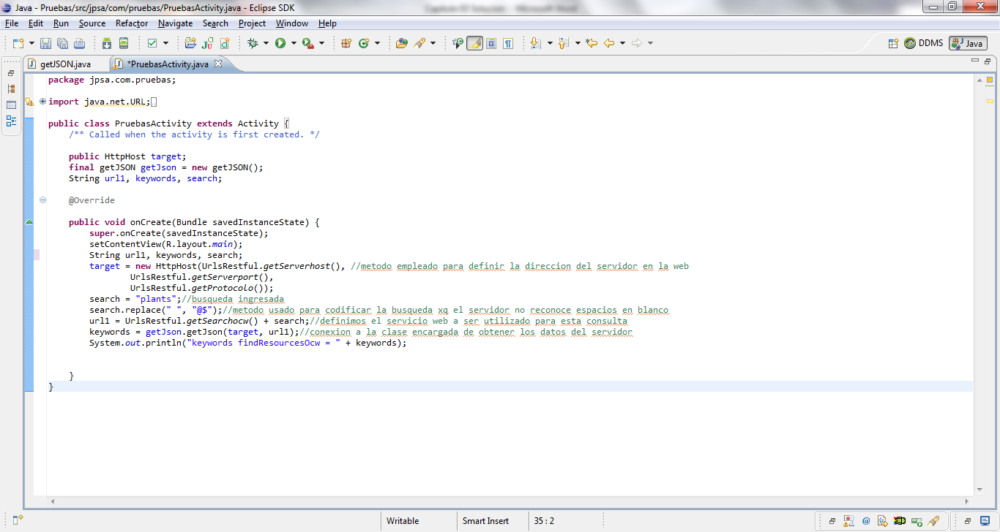 Java - Pruebas/src/jpsa/com/pruebas/PruebasActivity.java - Eclipse SDK
File Edit Run Source Refactor Navigate Search Project Window Help
DDMS Java
getJSON.java *PruebasActivity.java
package jpsa.com.pruebas;
import java.net.URL;
public class PruebasActivity extends Activity {
/** Called when the activity is first created. */
public HttpHost target;
final getJSON getJson = new getJSON();
String url1, keywords, search;
@Override
public void onCreate(Bundle savedInstanceState) {
super.onCreate(savedInstanceState);
setContentView(R.layout.main);
String url1, keywords, search;
target = new HttpHost(UrlsRestful.getServerhost(), //metodo empleado para definir la direccion del servidor en la web
UrlsRestful.getServerport(),
UrlsRestful.getProtocolo());
search = "plants";//busqueda ingresada
search.replace(" ", "@$");//metodo usado para codificar la busqueda xq el servidor no reconoce espacios en blanco
url1 = UrlsRestful.getSearchocw() + search;//definimos el servicio web a ser utilizado para esta consulta
keywords = getJson.getJson(target, url1);//conexion a la clase encargada de obtener los datos del servidor
System.out.println("keywords findResourcesOcw = " + keywords);
}
}
Writable Smart Insert 35 : 2